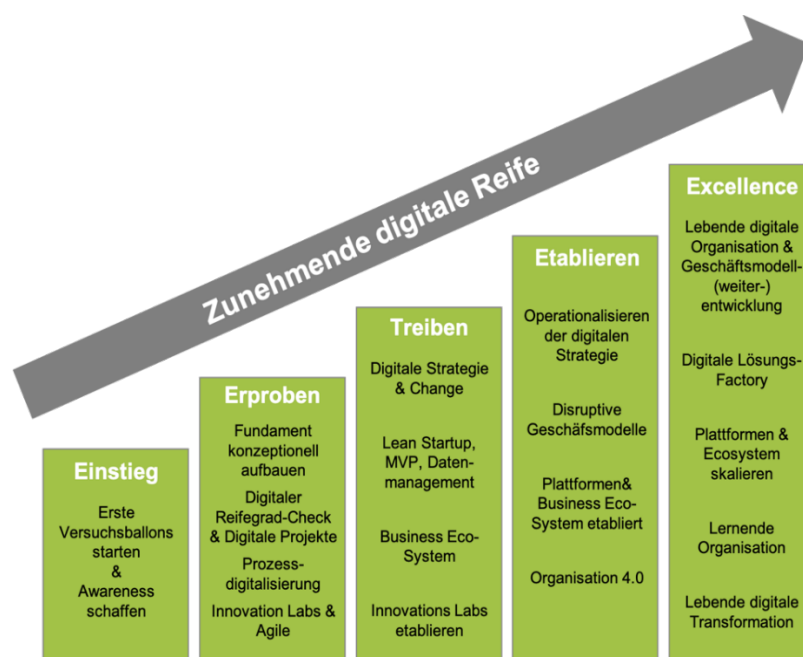 Zunehmende digitale Reife
Einstieg
Erste
Versuchsballons
starten
&
Awareness
schaffen
Erproben
Fundament
konzeptionell
aufbauen
Digitaler
Reifegrad-Check
& Digitale Projekte
Prozess-
digitalisierung
Innovation Labs &
Agile
Treiben
Digitale Strategie
& Change
Lean Startup,
MVP, Daten-
management
Business Eco-
System
Innovations Labs
etablieren
Etablieren
Operationalisieren
der digitalen
Strategie
Disruptive
Geschäfsmodelle
Plattformen&
Business Eco-
System etabliert
Organisation 4.0
Excellence
Lebende digitale
Organisation &
Geschäftsmodell-
(weiter-)
entwicklung
Digitale Lösungs-
Factory
Plattformen &
Ecosystem
skalieren
Lernende
Organisation
Lebende digitale
Transformation